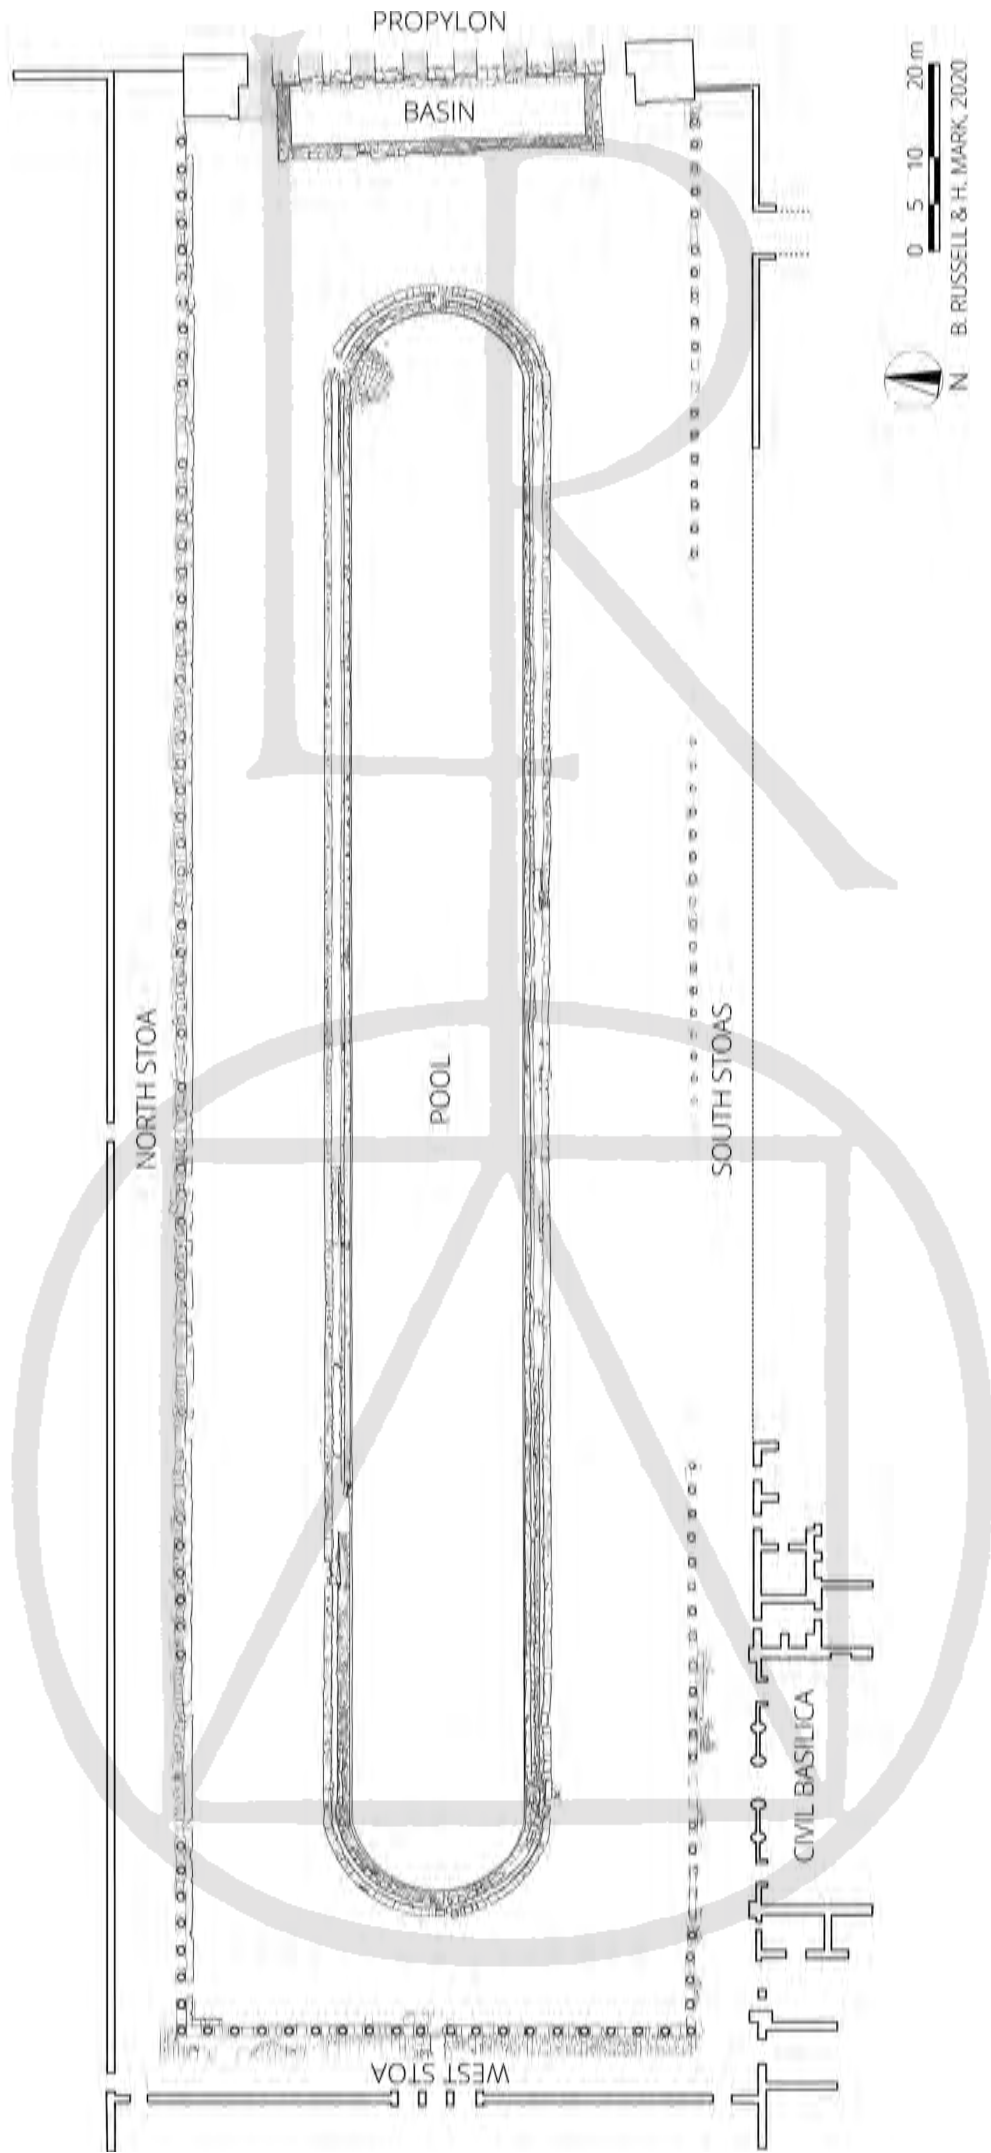 PROPYLON
BASIN
0 5 10 20 m
B. RUSSELL & H. MARK, 2020
N
NORTH STOA
POOL
SOUTH STOAS
CIVIL BASILICA
WEST STOA